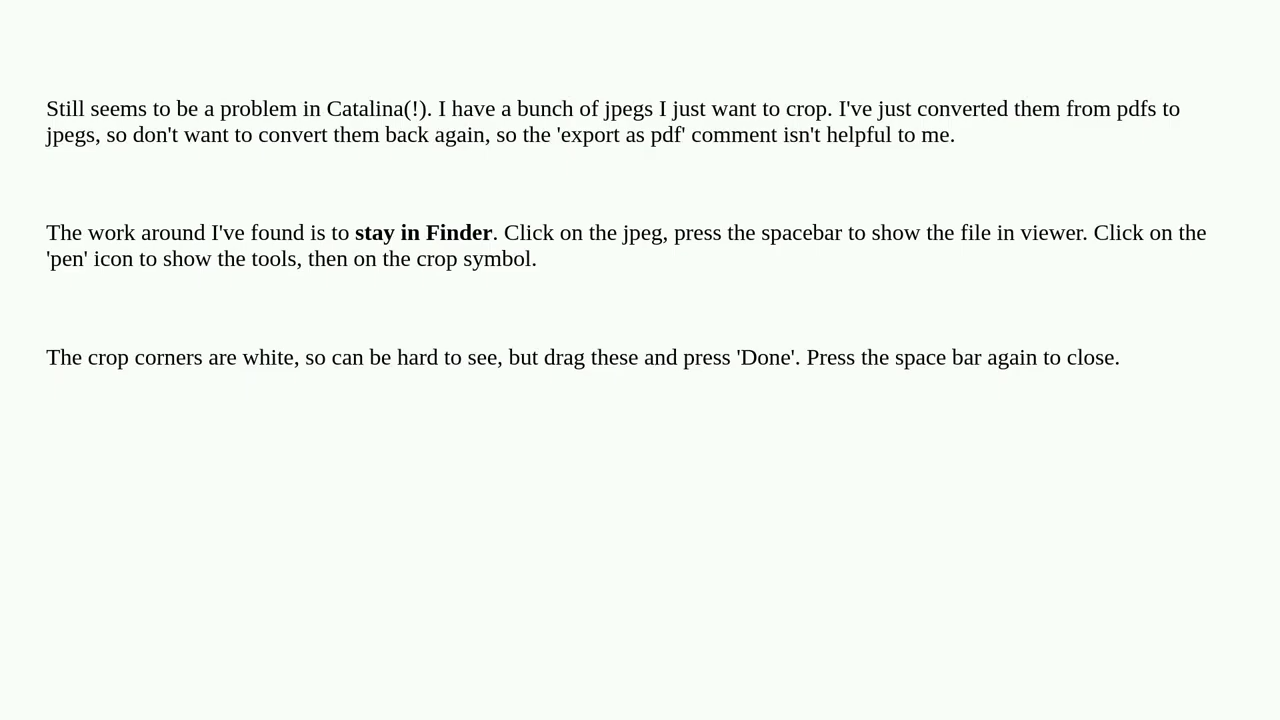 Still seems to be a problem in Catalina(!). I have a bunch of jpegs I just want to crop. I've just converted them from pdfs to
jpegs, so don't want to convert them back again, so the 'export as pdf' comment isn't helpful to me.
The work around I've found is to stay in Finder. Click on the jpeg, press the spacebar to show the file in viewer. Click on the
'pen' icon to show the tools, then on the crop symbol.
The crop corners are white, so can be hard to see, but drag these and press 'Done'. Press the space bar again to close.